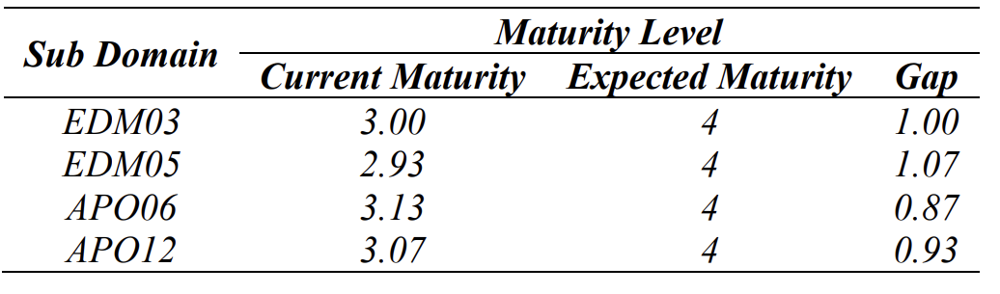 Sub Domain Maturity Level
Current Maturity Expected Maturity Gap
EDM03 3.00 4 1.00
EDM05 2.93 4 1.07
APO06 3.13 4 0.87
APO12 3.07 4 0.93